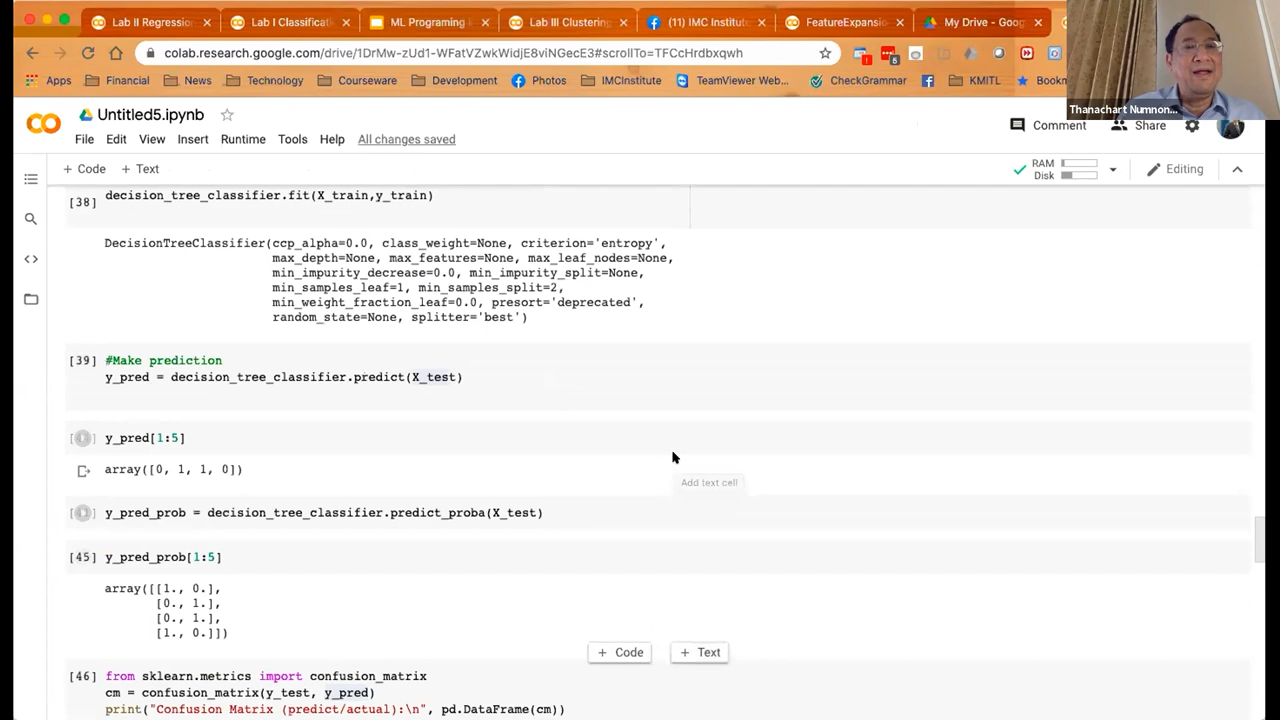 Lab II Regressio
Lab I Classificati
ML Programing
Lab III Clustering
(11) IMC Institut
FeatureExpansio
My Drive - Goog
colab.research.google.com/drive/1DrMw-zUd1-WFatVZwkWidjE8viNGecE3#scrollTo=TFCcHrdbxqwh
Apps
Financial
News
Technology
Courseware
Development
Photos
IMCInstitute
TeamViewer Web...
CheckGrammar
KMITL
Bookm
Thanachart Numnon...
Untitled5.ipynb
File Edit View Insert Runtime Tools Help All changes saved
Comment
Share
+ Code + Text
RAM
Disk
Editing
[38]
decision_tree_classifier.fit(X_train,y_train)
DecisionTreeClassifier(ccp_alpha=0.0, class_weight=None, criterion='entropy',
max_depth=None, max_features=None, max_leaf_nodes=None,
min_impurity_decrease=0.0, min_impurity_split=None,
min_samples_leaf=1, min_samples_split=2,
min_weight_fraction_leaf=0.0, presort='deprecated',
random_state=None, splitter='best')
[39] #Make prediction
y_pred = decision_tree_classifier.predict(X_test)
y_pred[1:5]
array([0, 1, 1, 0])
Add text cell
y_pred_prob = decision_tree_classifier.predict_proba(X_test)
[45] y_pred_prob[1:5]
array([[1., 0.],
[0., 1.],
[0., 1.],
[1., 0.]])
+ Code + Text
[46] from sklearn.metrics import confusion_matrix
cm = confusion_matrix(y_test, y_pred)
print("Confusion Matrix (predict/actual):\n", pd.DataFrame(cm))